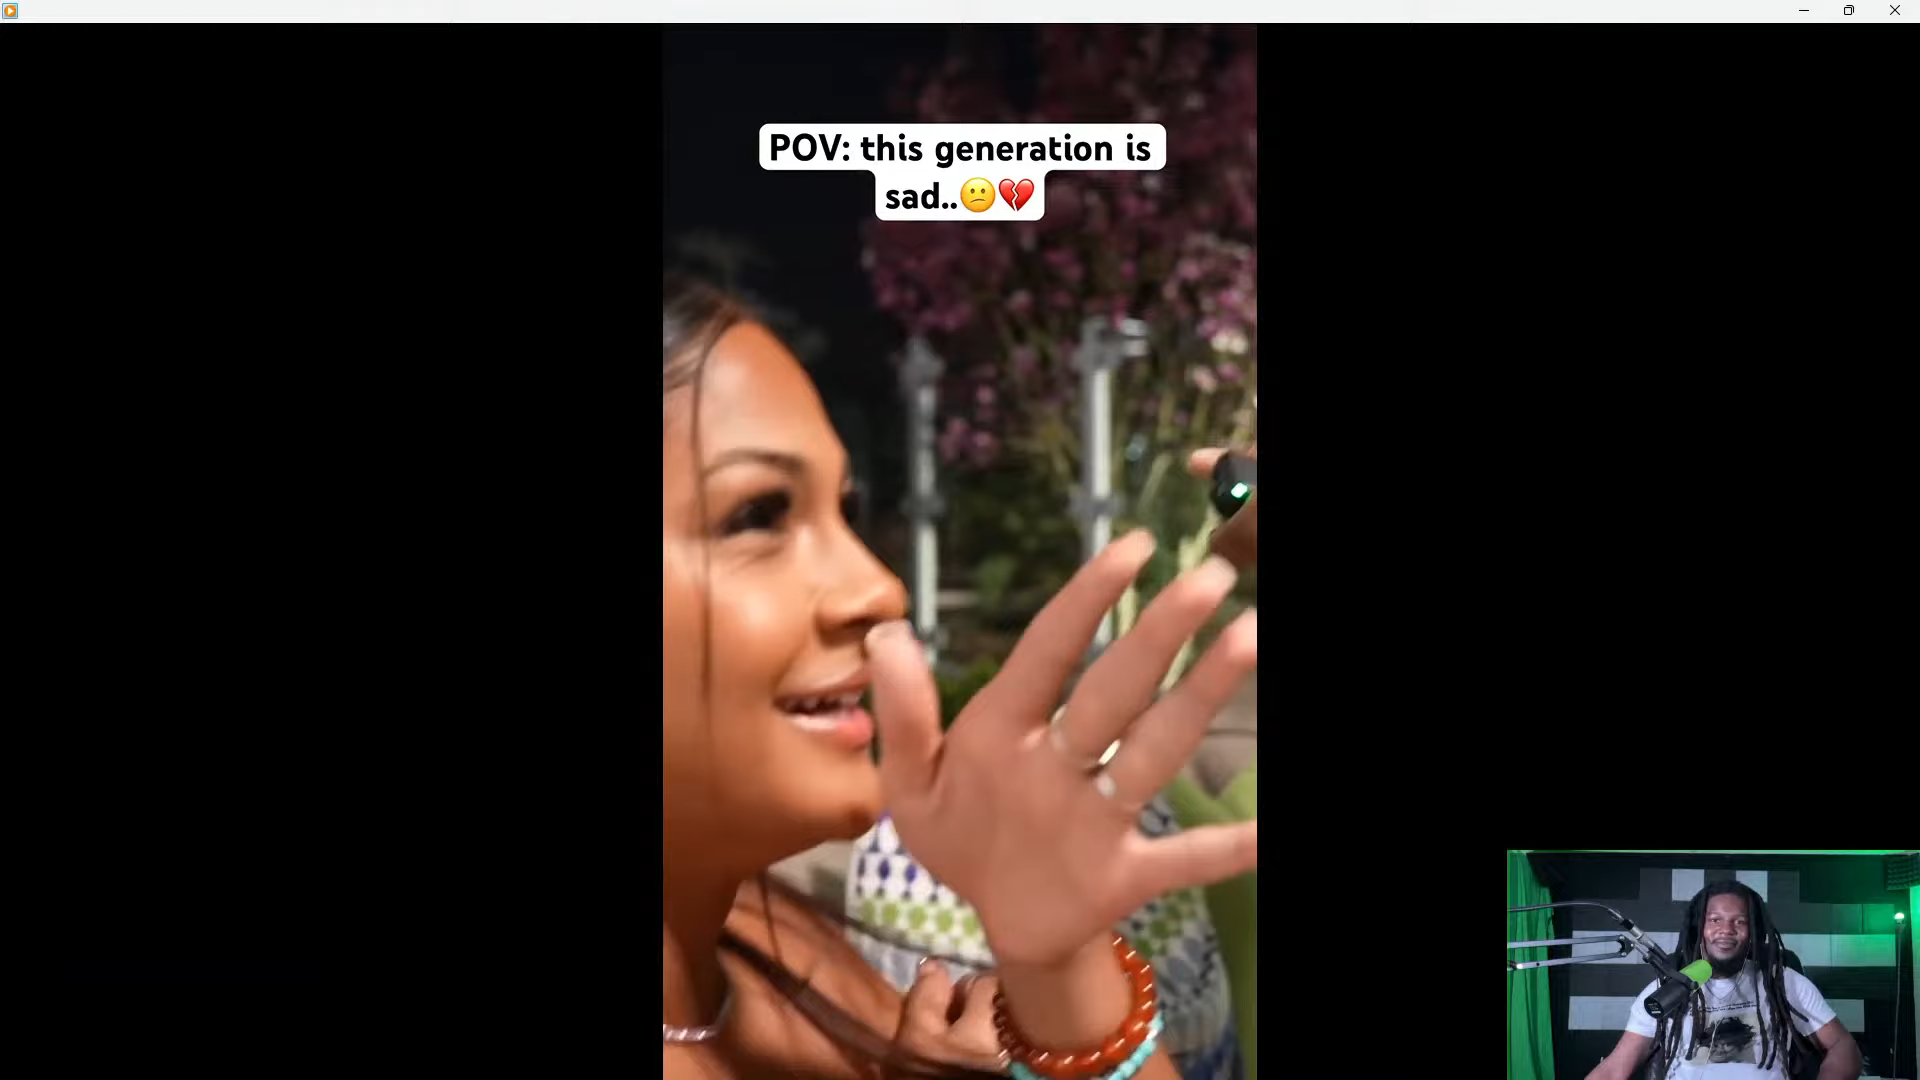 POV: this generation is
sad..😕💔